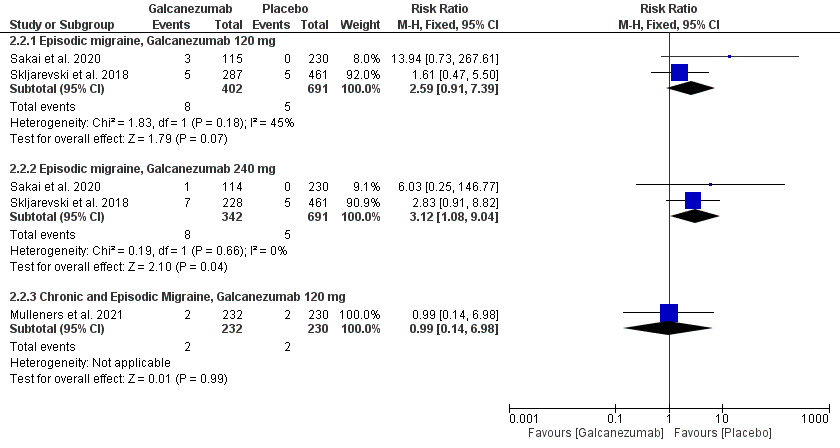 Galcanezumab Placebo Risk Ratio Risk Ratio
Study or Subgroup Events Total Events Total Weight M-H, Fixed, 95% CI M-H, Fixed, 95% CI
2.2.1 Episodic migraine, Galcanezumab 120 mg
Sakai et al. 2020 3 115 0 230 8.0% 13.94 [0.73, 267.61]
Skljarevski et al. 2018 5 287 5 461 92.0% 1.61 [0.47, 5.50]
Subtotal (95% CI) 402 691 100.0% 2.59 [0.91, 7.39]
Total events 8 5
Heterogeneity: Chi² = 1.83, df = 1 (P = 0.18); I² = 45%
Test for overall effect: Z = 1.79 (P = 0.07)
2.2.2 Episodic migraine, Galcanezumab 240 mg
Sakai et al. 2020 1 114 0 230 9.1% 6.03 [0.25, 146.77]
Skljarevski et al. 2018 7 228 5 461 90.9% 2.83 [0.91, 8.82]
Subtotal (95% CI) 342 691 100.0% 3.12 [1.08, 9.04]
Total events 8 5
Heterogeneity: Chi² = 0.19, df = 1 (P = 0.66); I² = 0%
Test for overall effect: Z = 2.10 (P = 0.04)
2.2.3 Chronic and Episodic Migraine, Galcanezumab 120 mg
Mulleners et al. 2021 2 232 2 230 100.0% 0.99 [0.14, 6.98]
Subtotal (95% CI) 232 230 100.0% 0.99 [0.14, 6.98]
Total events 2 2
Heterogeneity: Not applicable
Test for overall effect: Z = 0.01 (P = 0.99)
0.001 0.1 1 10 1000
Favours [Galcanezumab] Favours [Placebo]